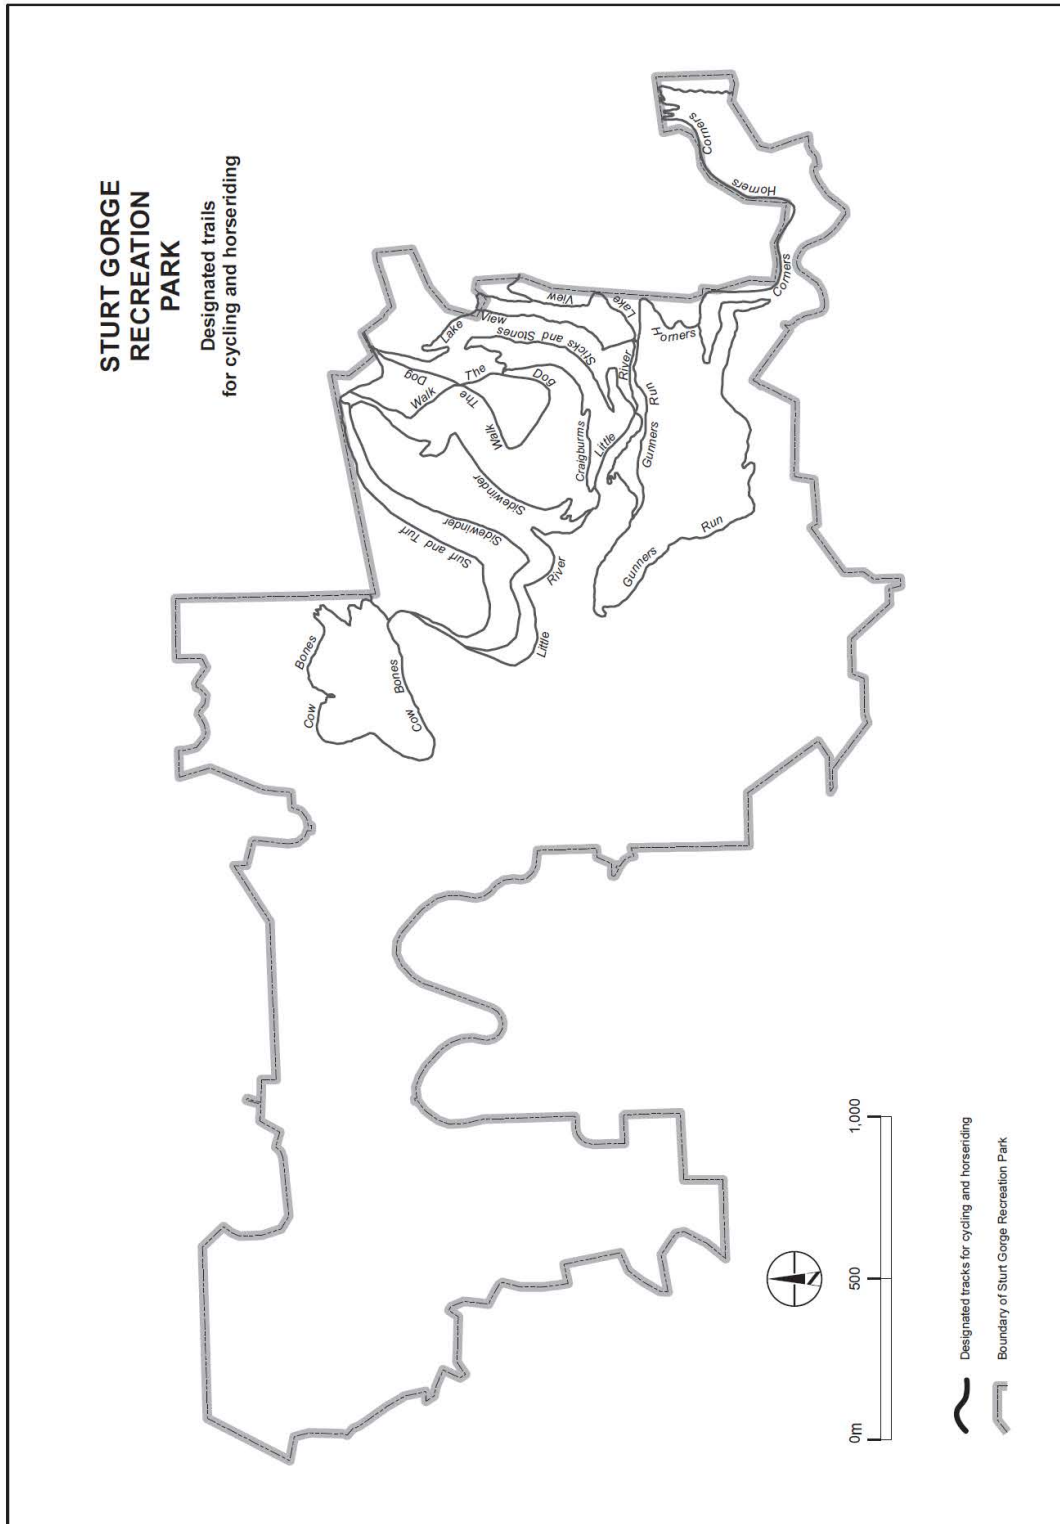 STURT GORGE
RECREATION
PARK
Designated trails
for cycling and horseriding
Corners
Horners
Corners
View
Lake
Horners
View
Lake
Sticks and Stones
River
Run
Gunners
Little
Craigburns
Dog
The
Walk
Dog
The
Walk
Sidewinder
Sidewinder
Surf and Turf
River
Little
Gunners
Run
Bones
Cow
Bones
Cow
0m
500
1,000
Designated tracks for cycling and horseriding
Boundary of Sturt Gorge Recreation Park